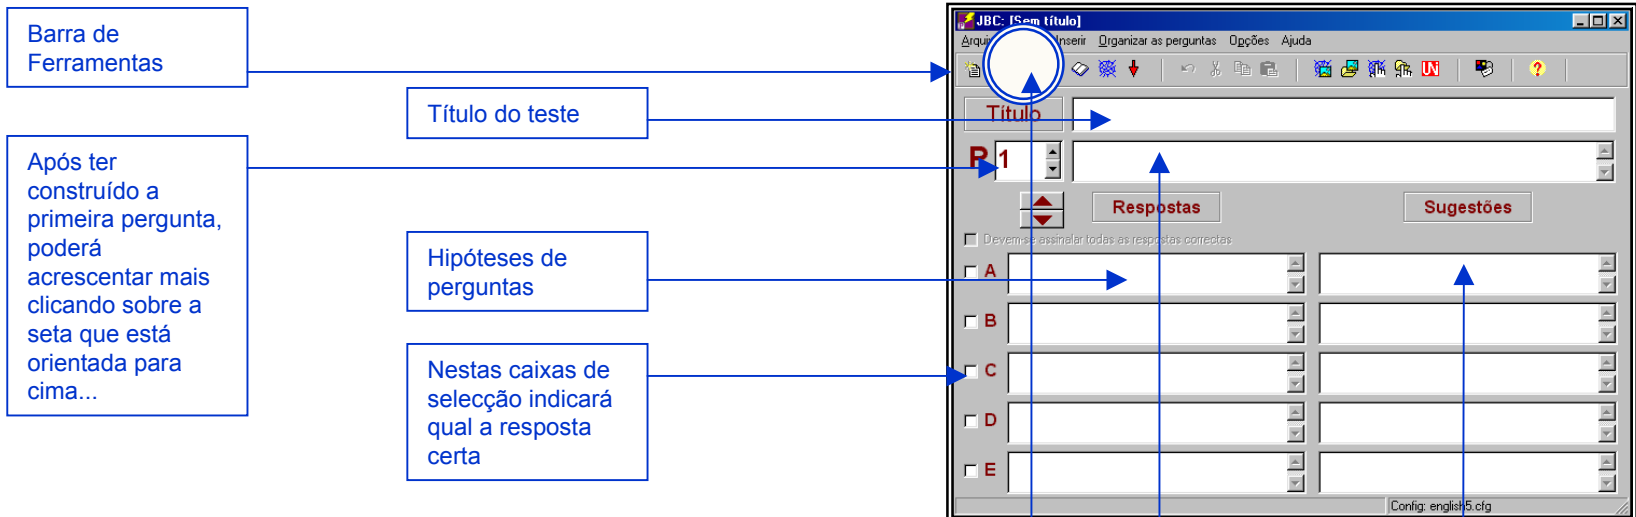 Barra de
Ferramentas
Título do teste
Após ter
construído a
primeira pergunta,
poderá
acrescentar mais
clicando sobre a
seta que está
orientada para
cima...
Hipóteses de
perguntas
Nestas caixas de
selecção indicará
qual a resposta
certa
JBC: [Sem título]
Inserir Organizar as perguntas Opções Ajuda
Título
P 1
Respostas Sugestões
Devem-se assinalar todas as respostas correctas
A
B
C
D
E
Config: english5.cfg